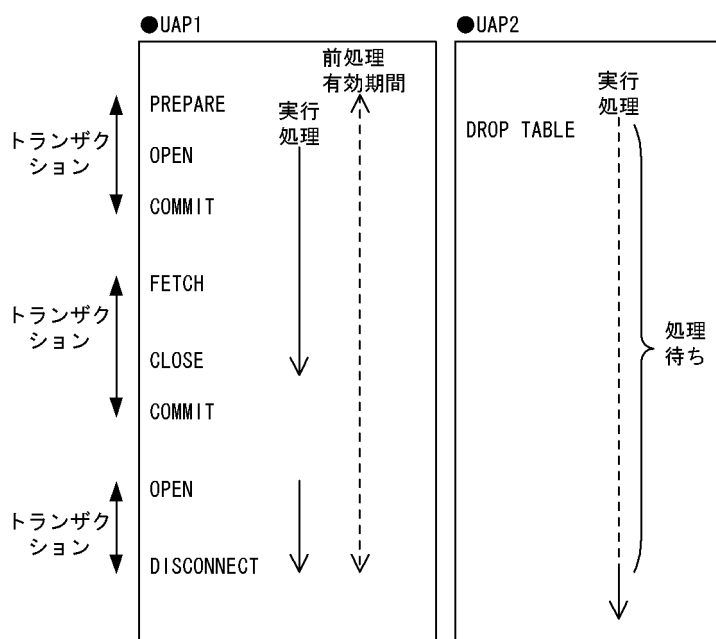 ●UAP1
●UAP2
前処理
有効期間
実行
処理
PREPARE
トランザク
ション
OPEN
COMMIT
FETCH
トランザク
ション
CLOSE
COMMIT
OPEN
トランザク
ション
DISCONNECT
実行
処理
DROP TABLE
処理
待ち